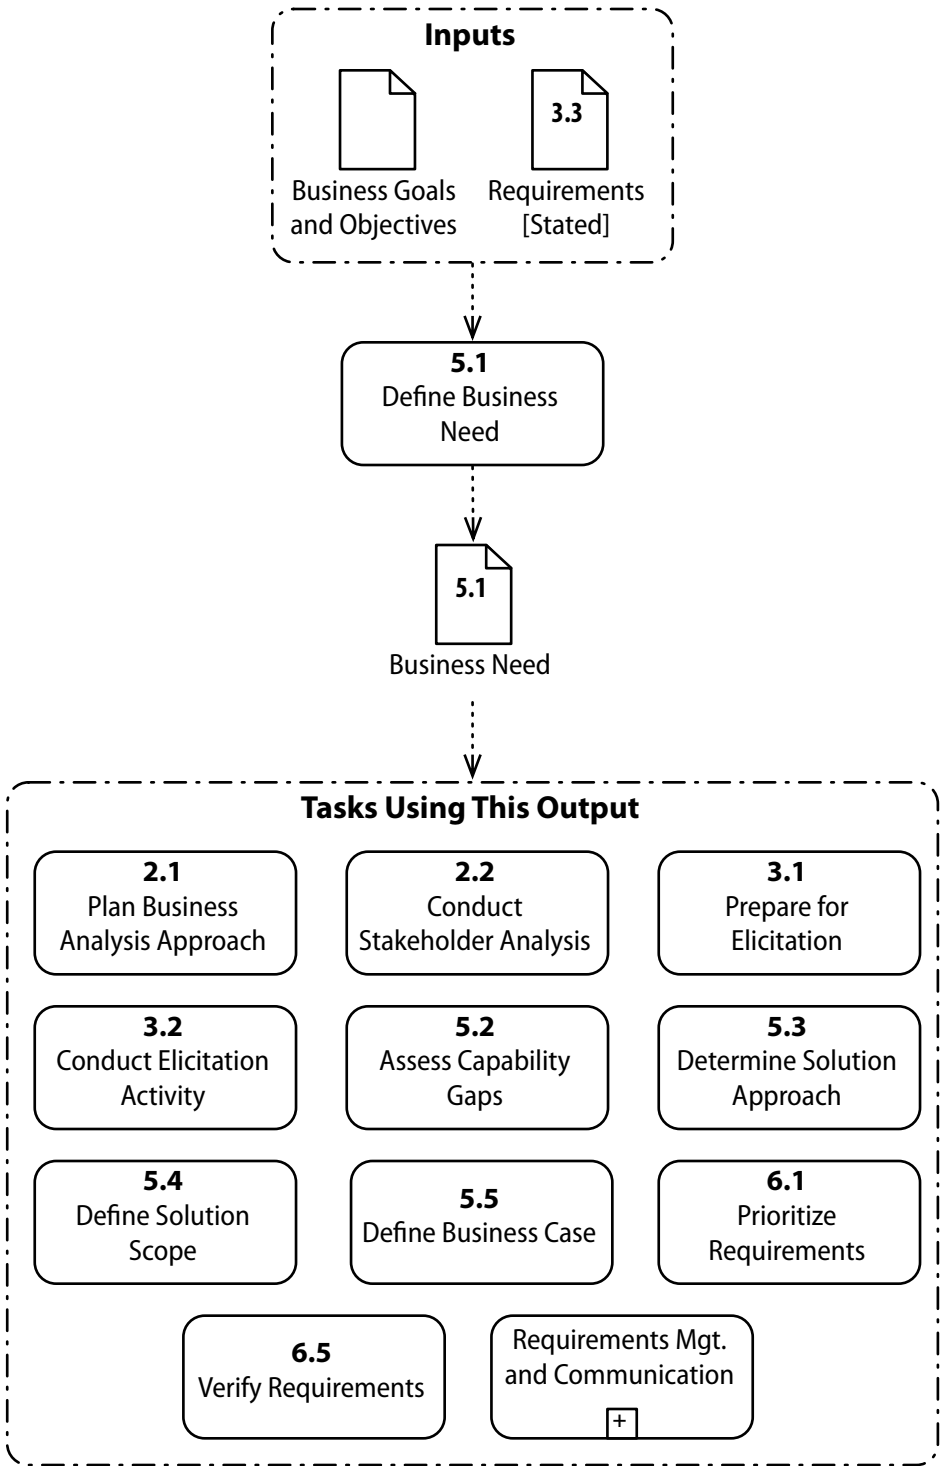 Inputs
3.3
Business Goals
and Objectives
Requirements
[Stated]
5.1
Define Business
Need
5.1
Business Need
Tasks Using This Output
2.1
Plan Business
Analysis Approach
2.2
Conduct
Stakeholder Analysis
3.1
Prepare for
Elicitation
3.2
Conduct Elicitation
Activity
5.2
Assess Capability
Gaps
5.3
Determine Solution
Approach
5.4
Define Solution
Scope
5.5
Define Business Case
6.1
Prioritize
Requirements
6.5
Verify Requirements
Requirements Mgt.
and Communication
+